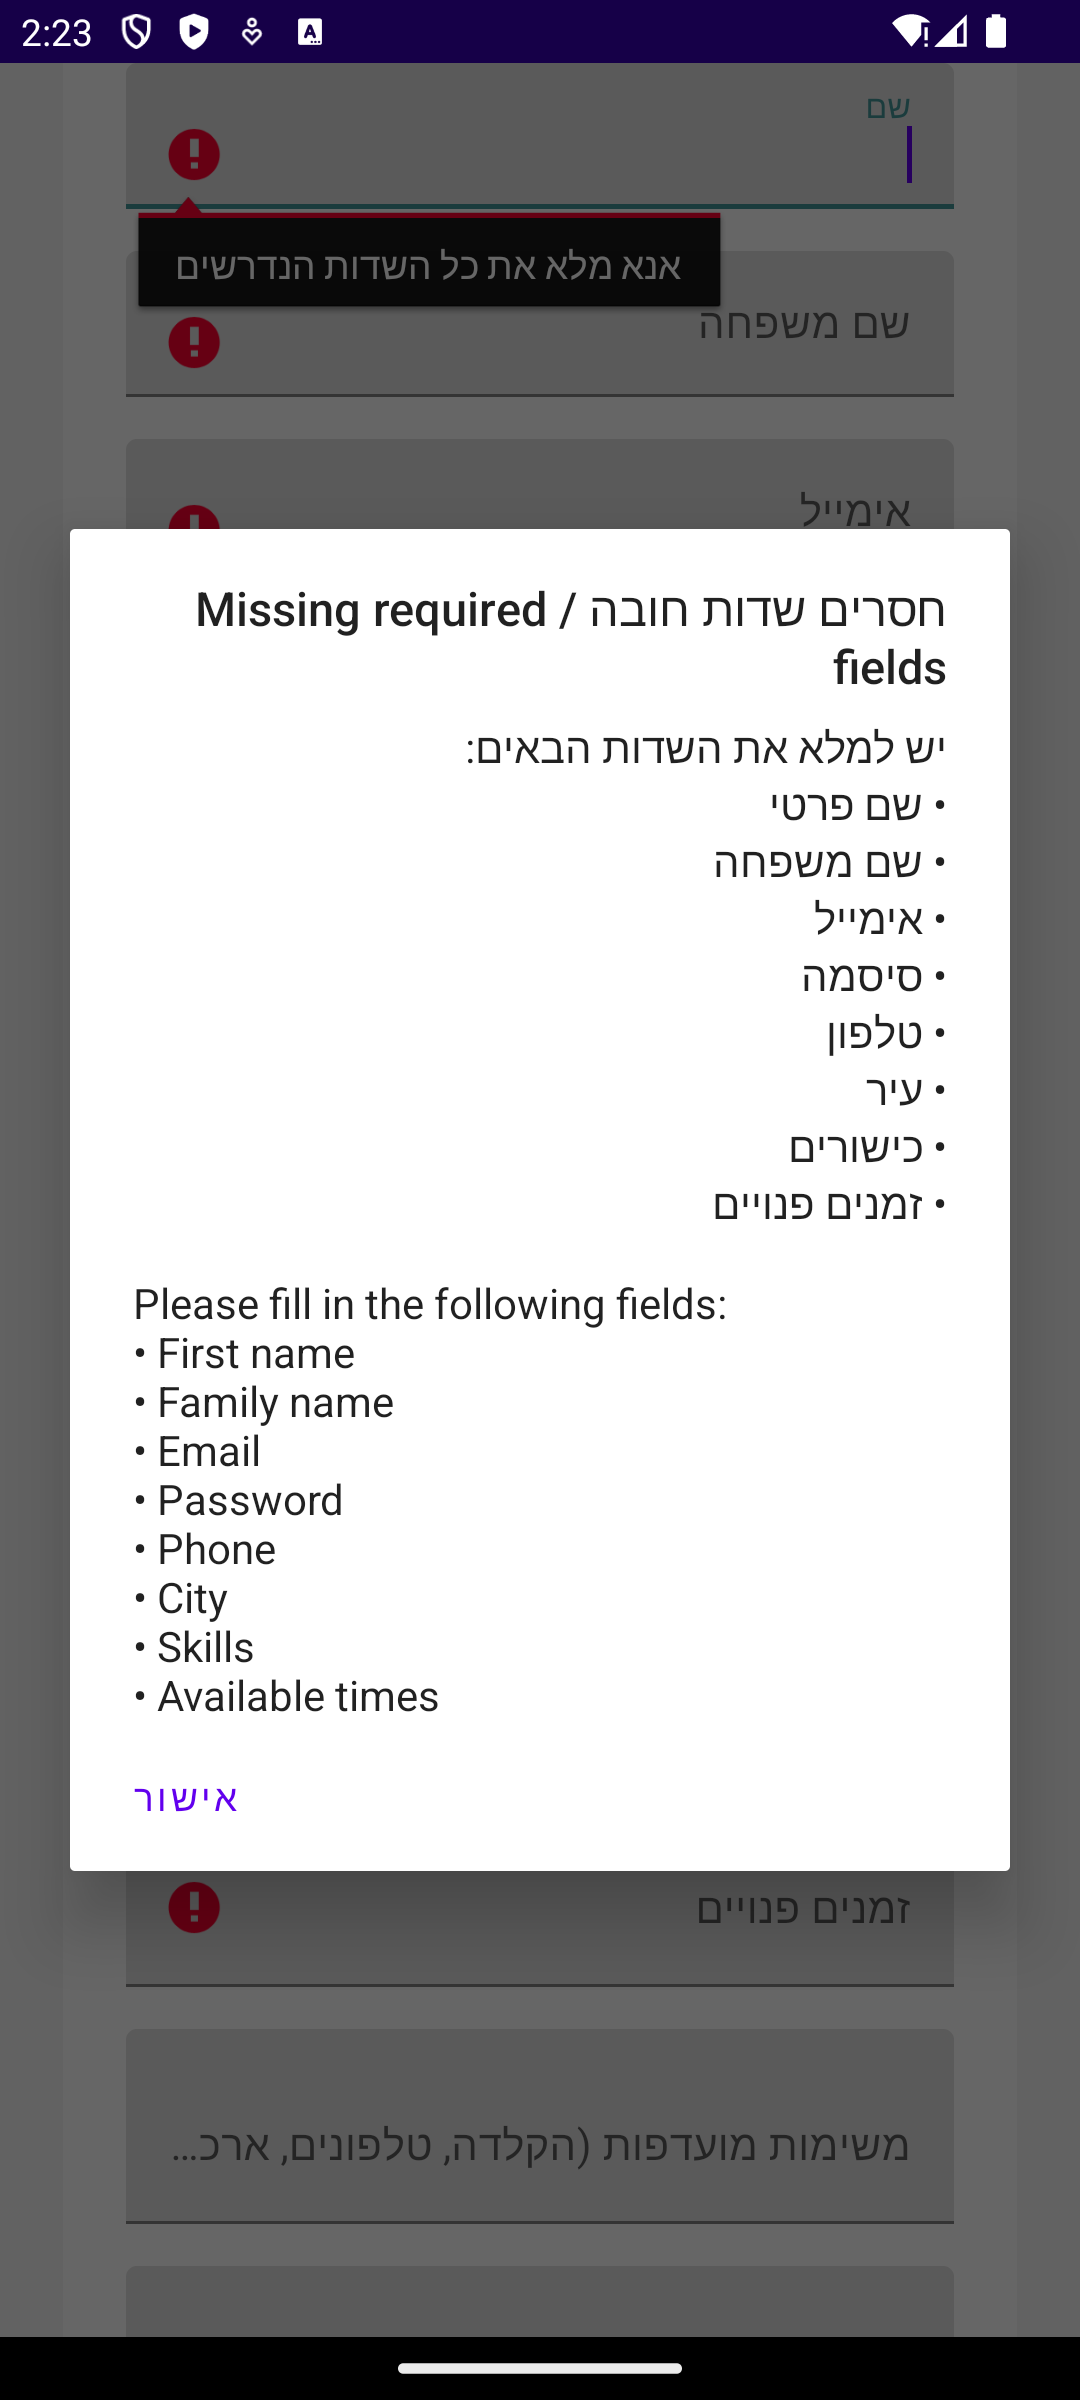 2:23
שם
אנא מלא את כל השדות הנדרשים
שם משפחה
אימייל
חסרים שדות חובה / Missing required
fields
יש למלא את השדות הבאים:
• שם פרטי
• שם משפחה
• אימייל
• סיסמה
• טלפון
• עיר
• כישורים
• זמנים פנויים
Please fill in the following fields:
• First name
• Family name
• Email
• Password
• Phone
• City
• Skills
• Available times
אישור
זמנים פנויים
משימות מועדפות (הקלדה, טלפונים, ארכ...